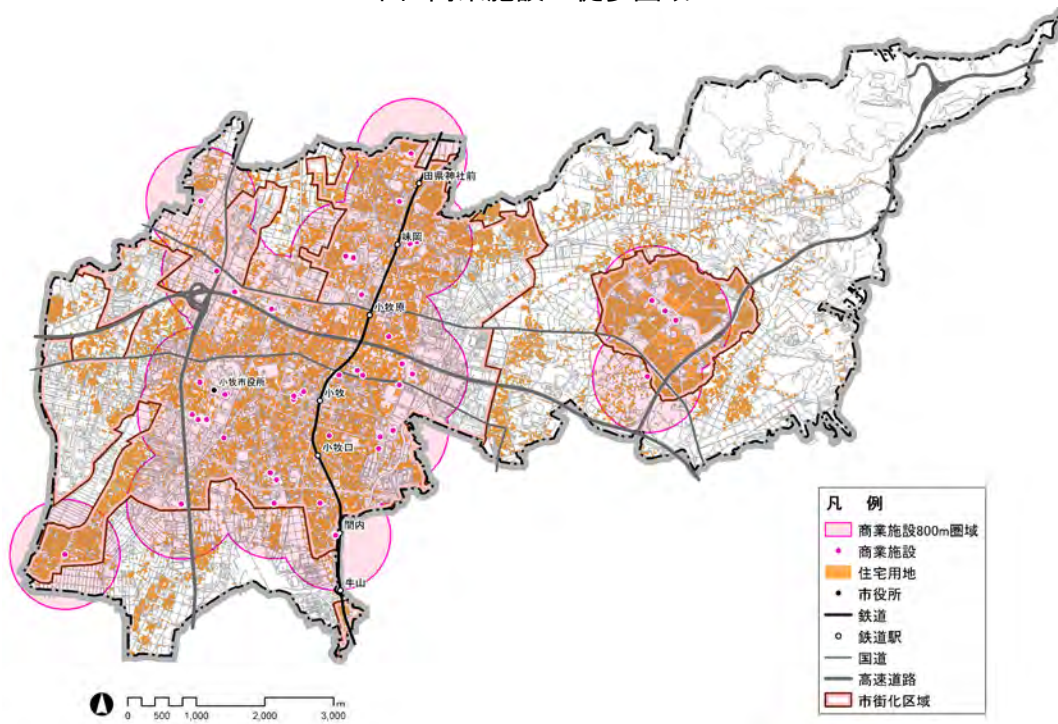 田県神社前
味岡
小牧原
小牧市役所
小牧
小牧口
間内
牛山
凡 例
商業施設800m圏域
商業施設
住宅用地
市役所
鉄道
鉄道駅
国道
高速道路
市街化区域
0 500 1,000 2,000 3,000 m